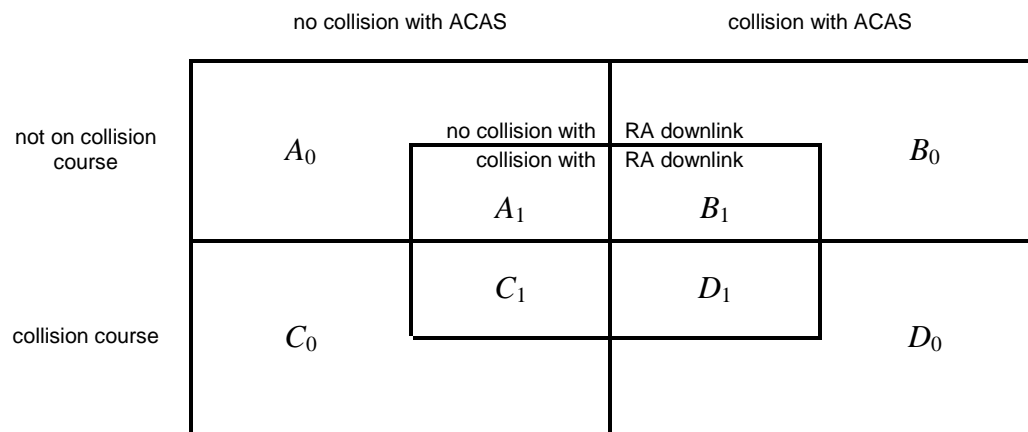 no collision with ACAS collision with ACAS
not on collision
course
no collision with RA downlink
collision with RA downlink
A₀ B₀
A₁ B₁
C₁ D₁
collision course C₀ D₀